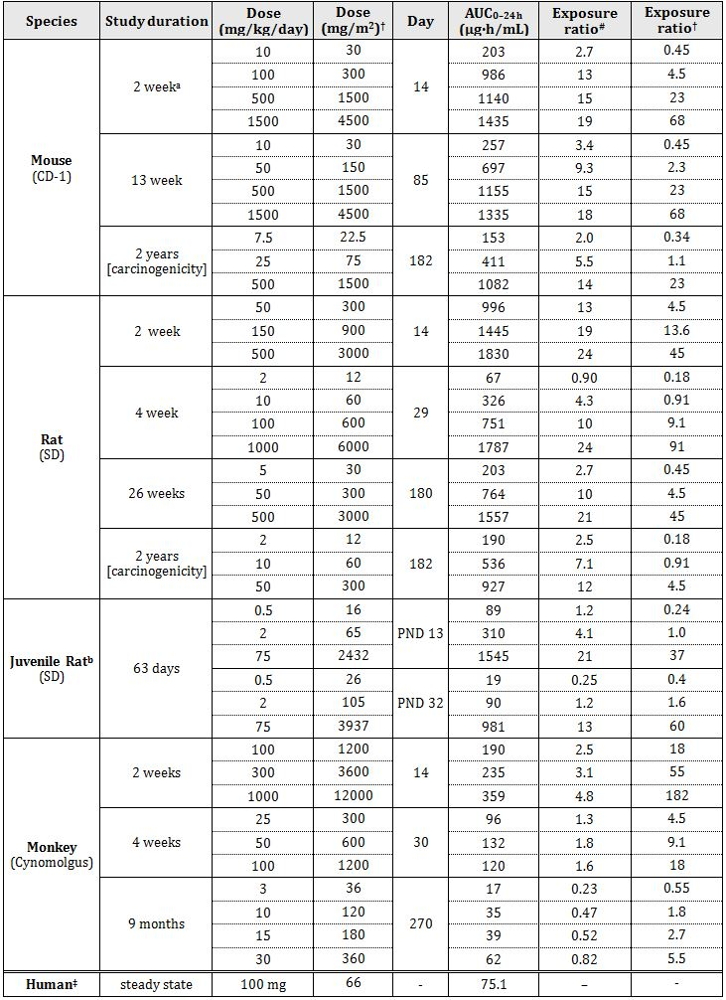 Species Study duration Dose (mg/kg/day) Dose (mg/m²)† Day AUC₀₋₂₄ₕ (μg·h/mL) Exposure ratio# Exposure ratio†
Mouse (CD-1) 2 weekᵃ 10 30 14 203 2.7 0.45
100 300 986 13 4.5
500 1500 1140 15 23
1500 4500 1435 19 68
13 week 10 30 85 257 3.4 0.45
50 150 697 9.3 2.3
500 1500 1155 15 23
1500 4500 1335 18 68
2 years [carcinogenicity] 7.5 22.5 182 153 2.0 0.34
25 75 411 5.5 1.1
500 1500 1082 14 23
Rat (SD) 2 week 50 300 14 996 13 4.5
150 900 1445 19 13.6
500 3000 1830 24 45
4 week 2 12 29 67 0.90 0.18
10 60 326 4.3 0.91
100 600 751 10 9.1
1000 6000 1787 24 91
26 weeks 5 30 180 203 2.7 0.45
50 300 764 10 4.5
500 3000 1557 21 45
2 years [carcinogenicity] 2 12 182 190 2.5 0.18
10 60 536 7.1 0.91
50 300 927 12 4.5
Juvenile Ratᵇ (SD) 63 days 0.5 16 PND 13 89 1.2 0.24
2 65 310 4.1 1.0
75 2432 1545 21 37
0.5 26 PND 32 19 0.25 0.4
2 105 90 1.2 1.6
75 3937 981 13 60
Monkey (Cynomolgus) 2 weeks 100 1200 14 190 2.5 18
300 3600 235 3.1 55
1000 12000 359 4.8 182
4 weeks 25 300 30 96 1.3 4.5
50 600 132 1.8 9.1
100 1200 120 1.6 18
9 months 3 36 270 17 0.23 0.55
10 120 35 0.47 1.8
15 180 39 0.52 2.7
30 360 62 0.82 5.5
Human‡ steady state 100 mg 66 - 75.1 – -